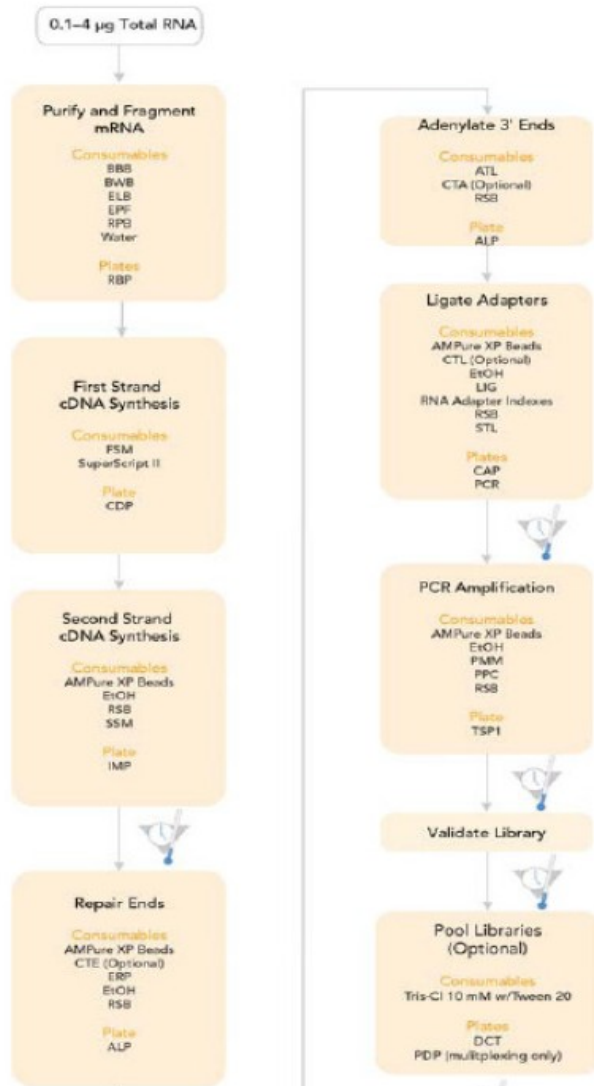 0.1–4 µg Total RNA
Purify and Fragment
mRNA
Consumables
BBB
BWB
ELB
EPF
RPB
Water
Plates
RBP
First Strand
cDNA Synthesis
Consumables
FSM
SuperScript II
Plate
CDP
Second Strand
cDNA Synthesis
Consumables
AMPure XP Beads
EtOH
RSB
SSM
Plate
IMP
Repair Ends
Consumables
AMPure XP Beads
CTE (Optional)
ERP
EtOH
RSB
Plate
ALP
Adenylate 3' Ends
Consumables
ATL
CTA (Optional)
RSB
Plate
ALP
Ligate Adapters
Consumables
AMPure XP Beads
CTL (Optional)
EtOH
LIG
RNA Adapter Indexes
RSB
STL
Plates
CAP
PCR
PCR Amplification
Consumables
AMPure XP Beads
EtOH
PMM
PPC
RSB
Plate
TSP1
Validate Library
Pool Libraries
(Optional)
Consumables
Tris-Cl 10 mM w/Tween 20
Plates
DCT
PDP (mulitplexing only)